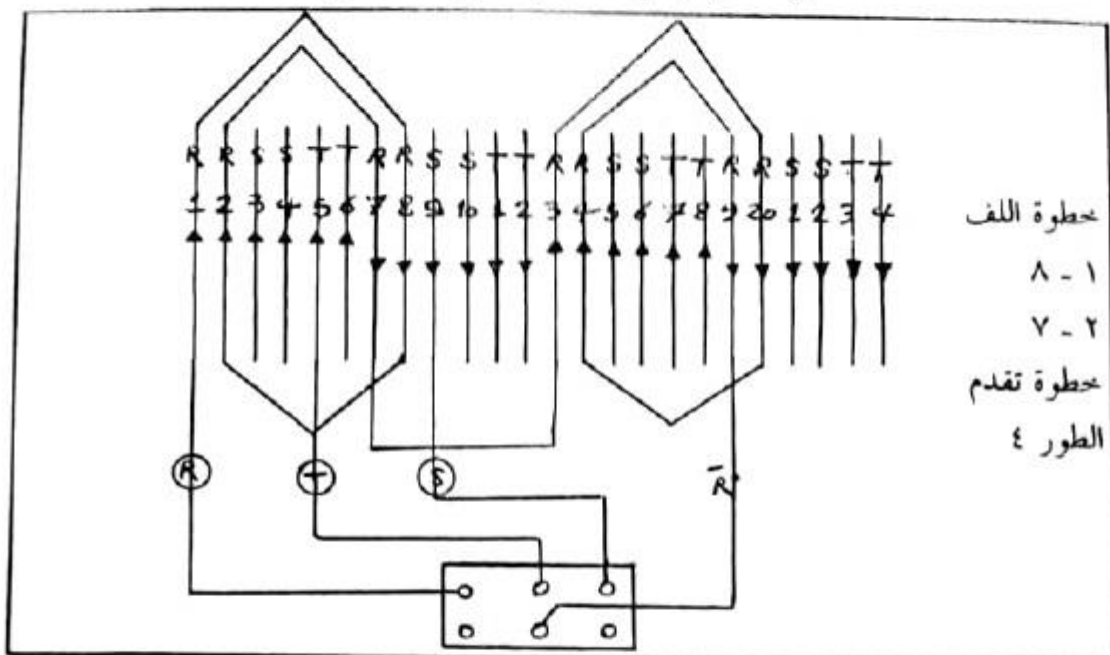 R R S S T T R R S S T T R R S S T T R R S S T T
1 2 3 4 5 6 7 8 9 10 1 2 3 4 5 6 7 8 9 20 1 2 3 4
خطوة اللف
١ - ٨
٢ - ٧
خطوة تقدم
الطور ٤
R T S R̄